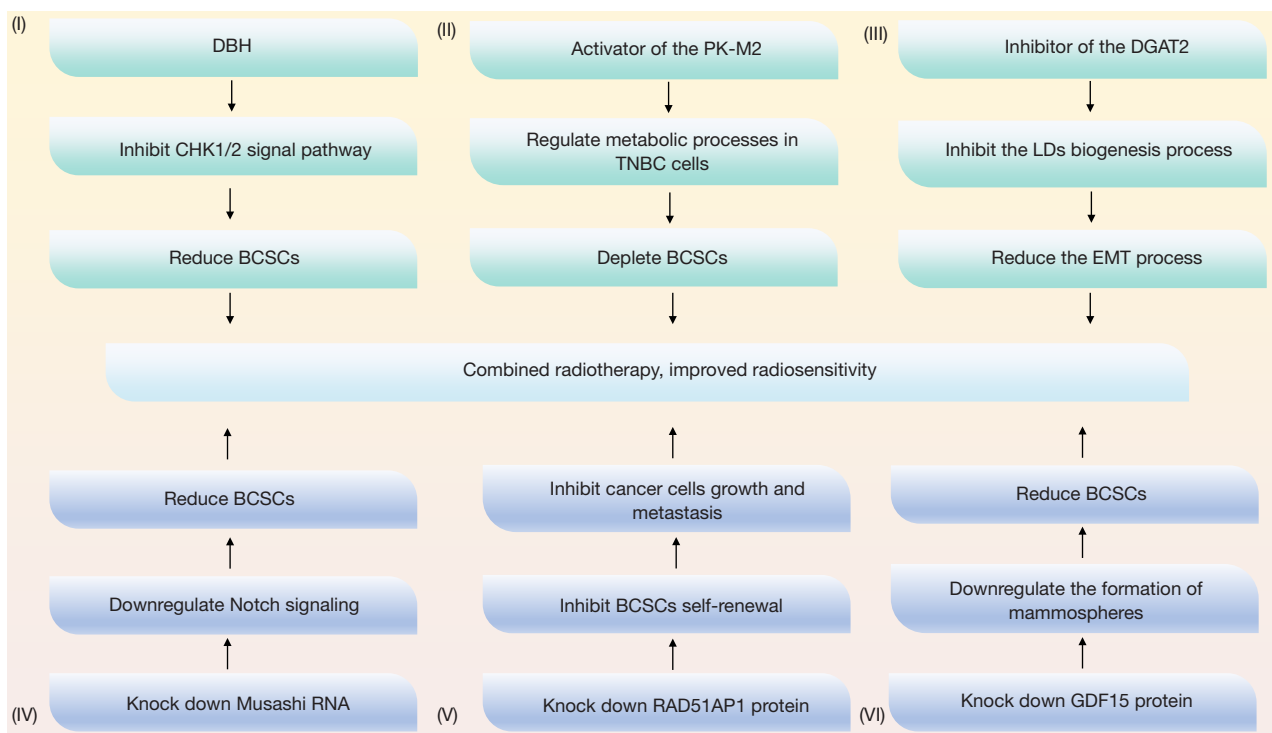 (I)
DBH
Inhibit CHK1/2 signal pathway
Reduce BCSCs
(II)
Activator of the PK-M2
Regulate metabolic processes in
TNBC cells
Deplete BCSCs
(III)
Inhibitor of the DGAT2
Inhibit the LDs biogenesis process
Reduce the EMT process
Combined radiotherapy, improved radiosensitivity
Reduce BCSCs
Downregulate Notch signaling
Knock down Musashi RNA
(IV)
Inhibit cancer cells growth and
metastasis
Inhibit BCSCs self-renewal
Knock down RAD51AP1 protein
(V)
Reduce BCSCs
Downregulate the formation of
mammospheres
Knock down GDF15 protein
(VI)